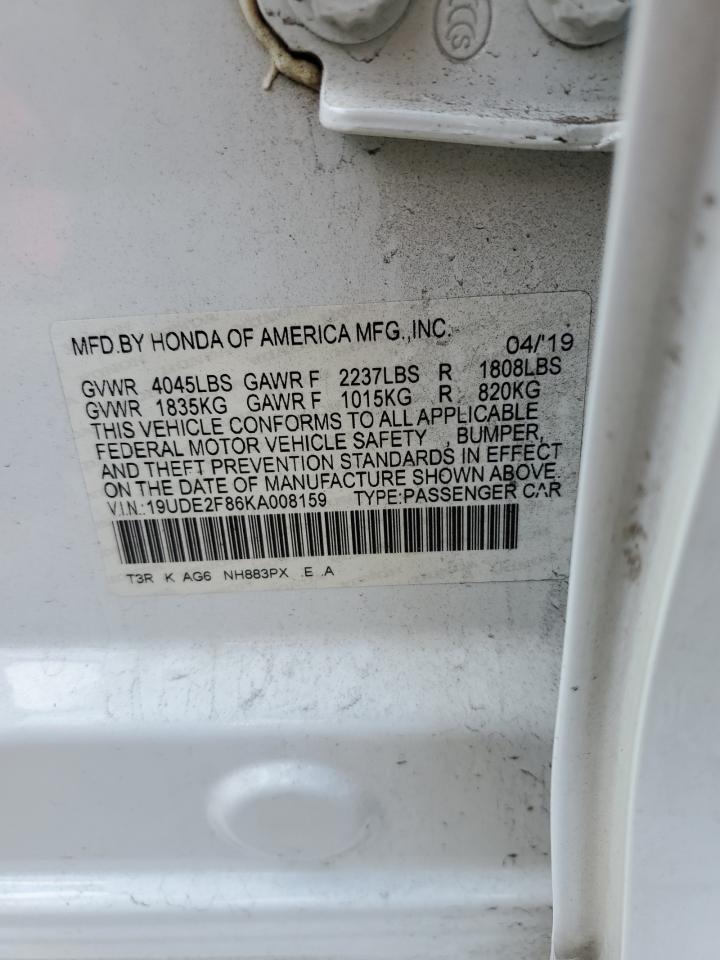 CCS
MFD.BY HONDA OF AMERICA MFG.,INC. 04/'19
GVWR 4045LBS GAWR F 2237LBS R 1808LBS
GVWR 1835KG GAWR F 1015KG R 820KG
THIS VEHICLE CONFORMS TO ALL APPLICABLE
FEDERAL MOTOR VEHICLE SAFETY , BUMPER,
AND THEFT PREVENTION STANDARDS IN EFFECT
ON THE DATE OF MANUFACTURE SHOWN ABOVE.
V.I.N.:19UDE2F86KA008159 TYPE:PASSENGER CAR
T3R K AG6 NH883PX E A